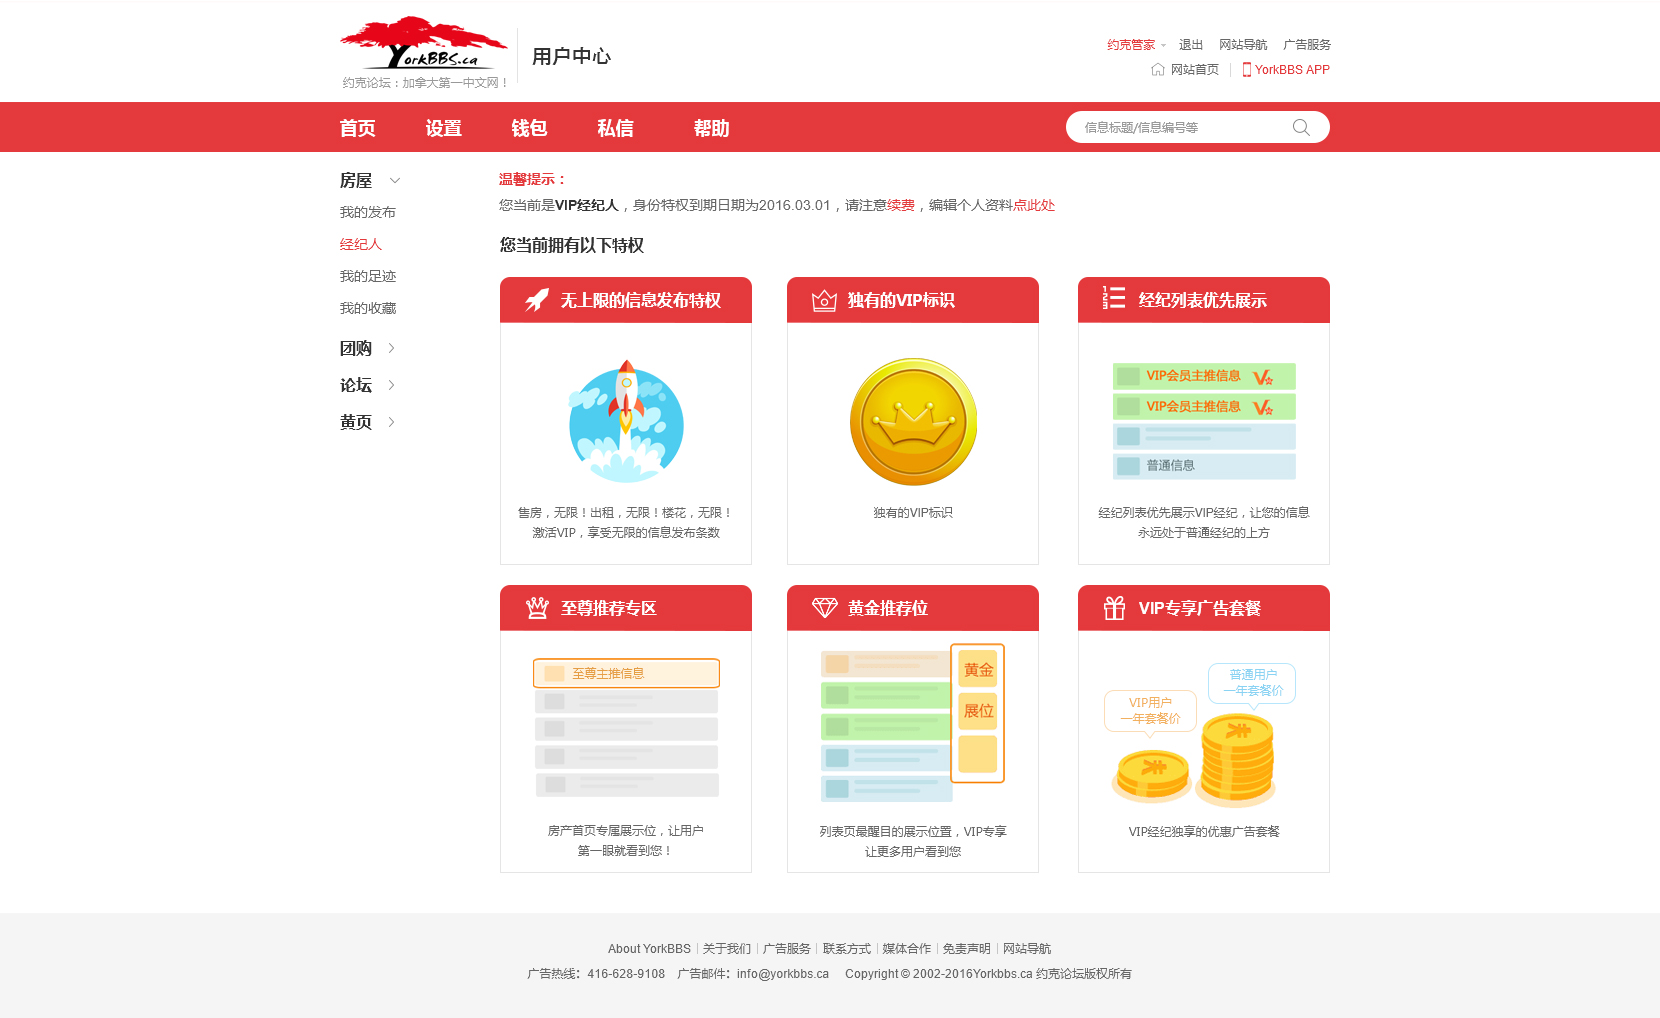 YorkBBS.ca
约克论坛：加拿大第一中文网！
用户中心
约克管家 退出 网站导航 广告服务
网站首页 YorkBBS APP
首页 设置 钱包 私信 帮助
信息标题/信息编号等
房屋
我的发布
经纪人
我的足迹
我的收藏
团购
论坛
黄页
温馨提示：
您当前是VIP经纪人，身份特权到期日期为2016.03.01，请注意续费，编辑个人资料点此处
您当前拥有以下特权
无上限的信息发布特权
售房，无限！出租，无限！楼花，无限！
激活VIP，享受无限的信息发布条数
独有的VIP标识
独有的VIP标识
123 经纪列表优先展示
VIP会员主推信息 V
VIP会员主推信息 V
普通信息
经纪列表优先展示VIP经纪，让您的信息
永远处于普通经纪的上方
至尊推荐专区
至尊主推信息
房产首页专属展示位，让用户
第一眼就看到您！
黄金推荐位
黄金
展位
列表页最醒目的展示位置，VIP专享
让更多用户看到您
VIP专享广告套餐
普通用户
一年套餐价
VIP用户
一年套餐价
VIP经纪独享的优惠广告套餐
About YorkBBS 关于我们 广告服务 联系方式 媒体合作 免责声明 网站导航
广告热线：416-628-9108 广告邮件：info@yorkbbs.ca Copyright © 2002-2016Yorkbbs.ca 约克论坛版权所有